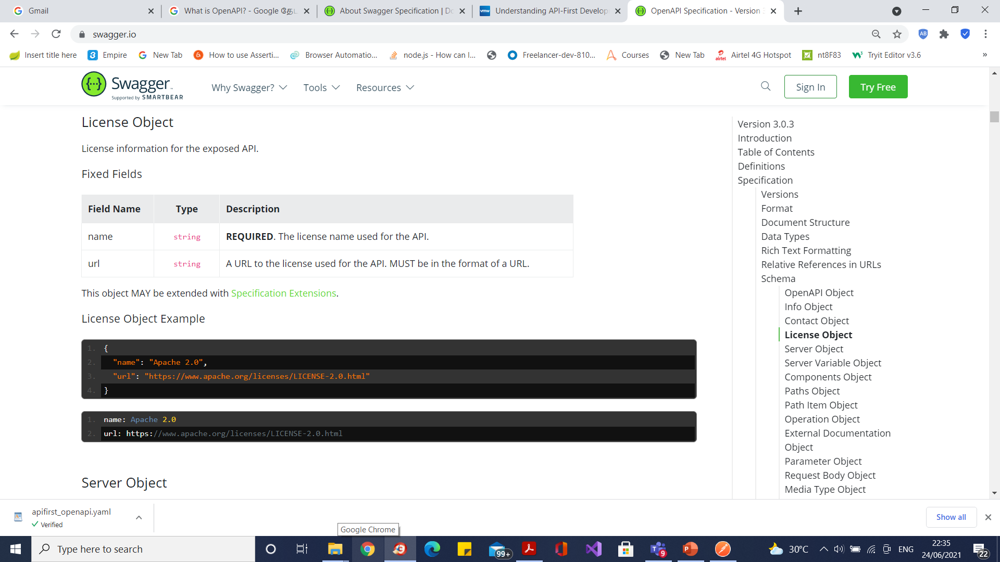 Gmail
What is OpenAPI? - Google
About Swagger Specification | Do
Understanding API-First Develop
OpenAPI Specification - Version 3
swagger.io
Insert title here
Empire
New Tab
How to use Asserti...
Browser Automatio...
node.js - How can I...
Freelancer-dev-810...
Courses
New Tab
Airtel 4G Hotspot
nt8F83
Tryit Editor v3.6
»
Swagger
Supported by SMARTBEAR
Why Swagger?
Tools
Resources
Sign In
Try Free
License Object
License information for the exposed API.
Fixed Fields
Field Name Type Description
name string REQUIRED. The license name used for the API.
url string A URL to the license used for the API. MUST be in the format of a URL.
This object MAY be extended with Specification Extensions.
License Object Example
1. {
2. "name": "Apache 2.0",
3. "url": "https://www.apache.org/licenses/LICENSE-2.0.html"
4. }
1. name: Apache 2.0
2. url: https://www.apache.org/licenses/LICENSE-2.0.html
Server Object
Version 3.0.3
Introduction
Table of Contents
Definitions
Specification
Versions
Format
Document Structure
Data Types
Rich Text Formatting
Relative References in URLs
Schema
OpenAPI Object
Info Object
Contact Object
License Object
Server Object
Server Variable Object
Components Object
Paths Object
Path Item Object
Operation Object
External Documentation
Object
Parameter Object
Request Body Object
Media Type Object
apifirst_openapi.yaml
Verified
Show all
Google Chrome
Type here to search
99+
9
30°C
ENG
22:35
24/06/2021
22